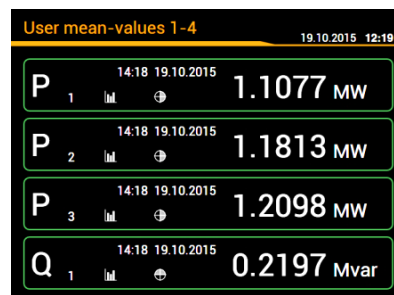 User mean-values 1-4
19.10.2015 12:19
14:18 19.10.2015
P 1 1.1077 MW
14:18 19.10.2015
P 2 1.1813 MW
14:18 19.10.2015
P 3 1.2098 MW
14:18 19.10.2015
Q 1 0.2197 Mvar